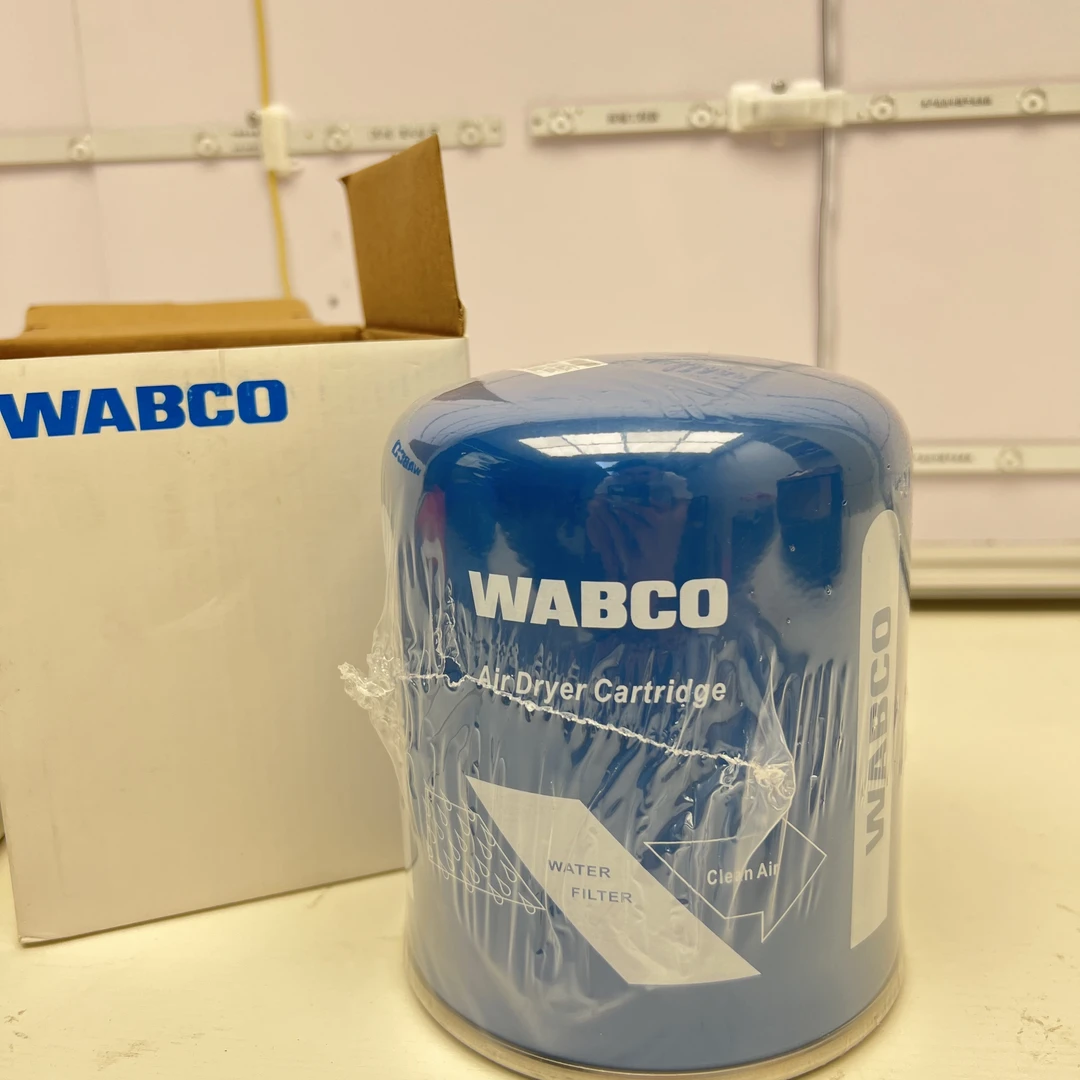 WABCO
WABCO
Air Dryer Cartridge
WATER
FILTER
Clean Air
WABCO